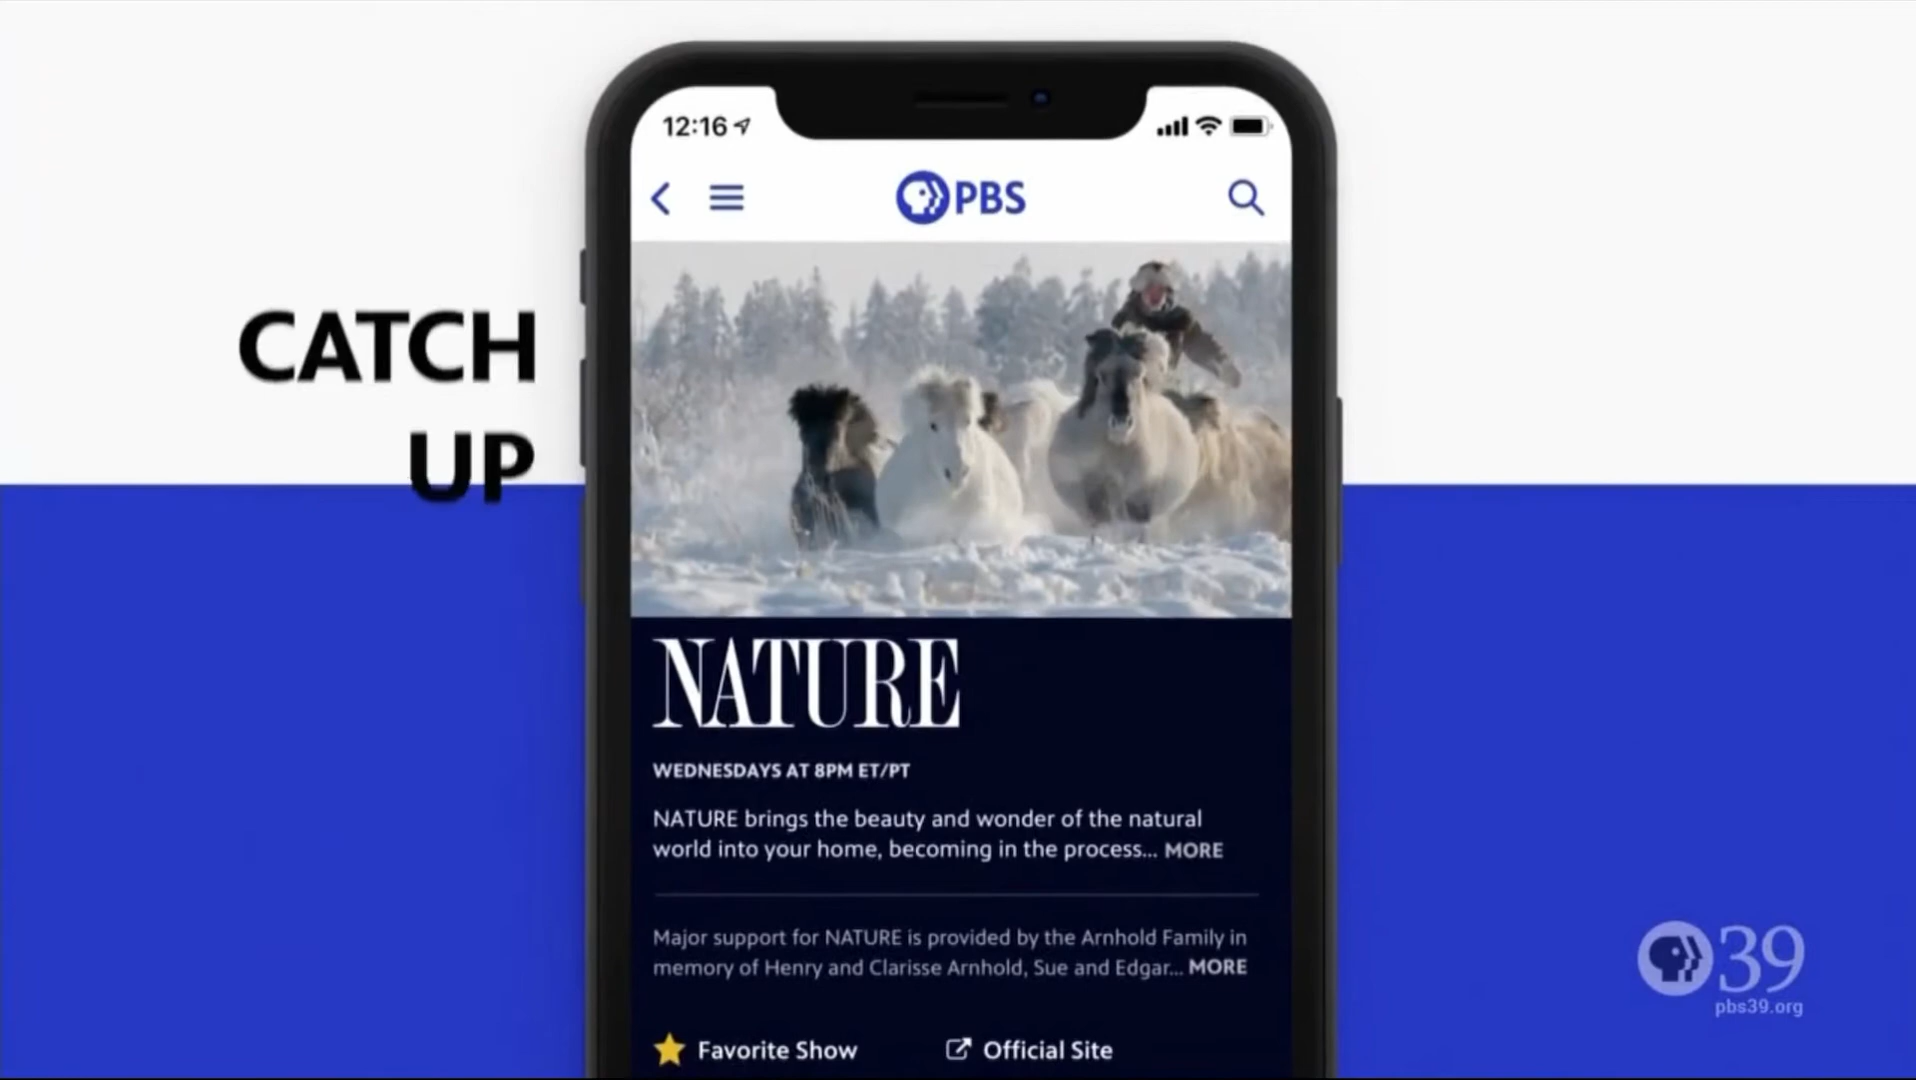 CATCH
UP
12:16
PBS
NATURE
WEDNESDAYS AT 8PM ET/PT
NATURE brings the beauty and wonder of the natural
world into your home, becoming in the process... MORE
Major support for NATURE is provided by the Arnhold Family in
memory of Henry and Clarisse Arnhold, Sue and Edgar... MORE
Favorite Show
Official Site
39
pbs39.org